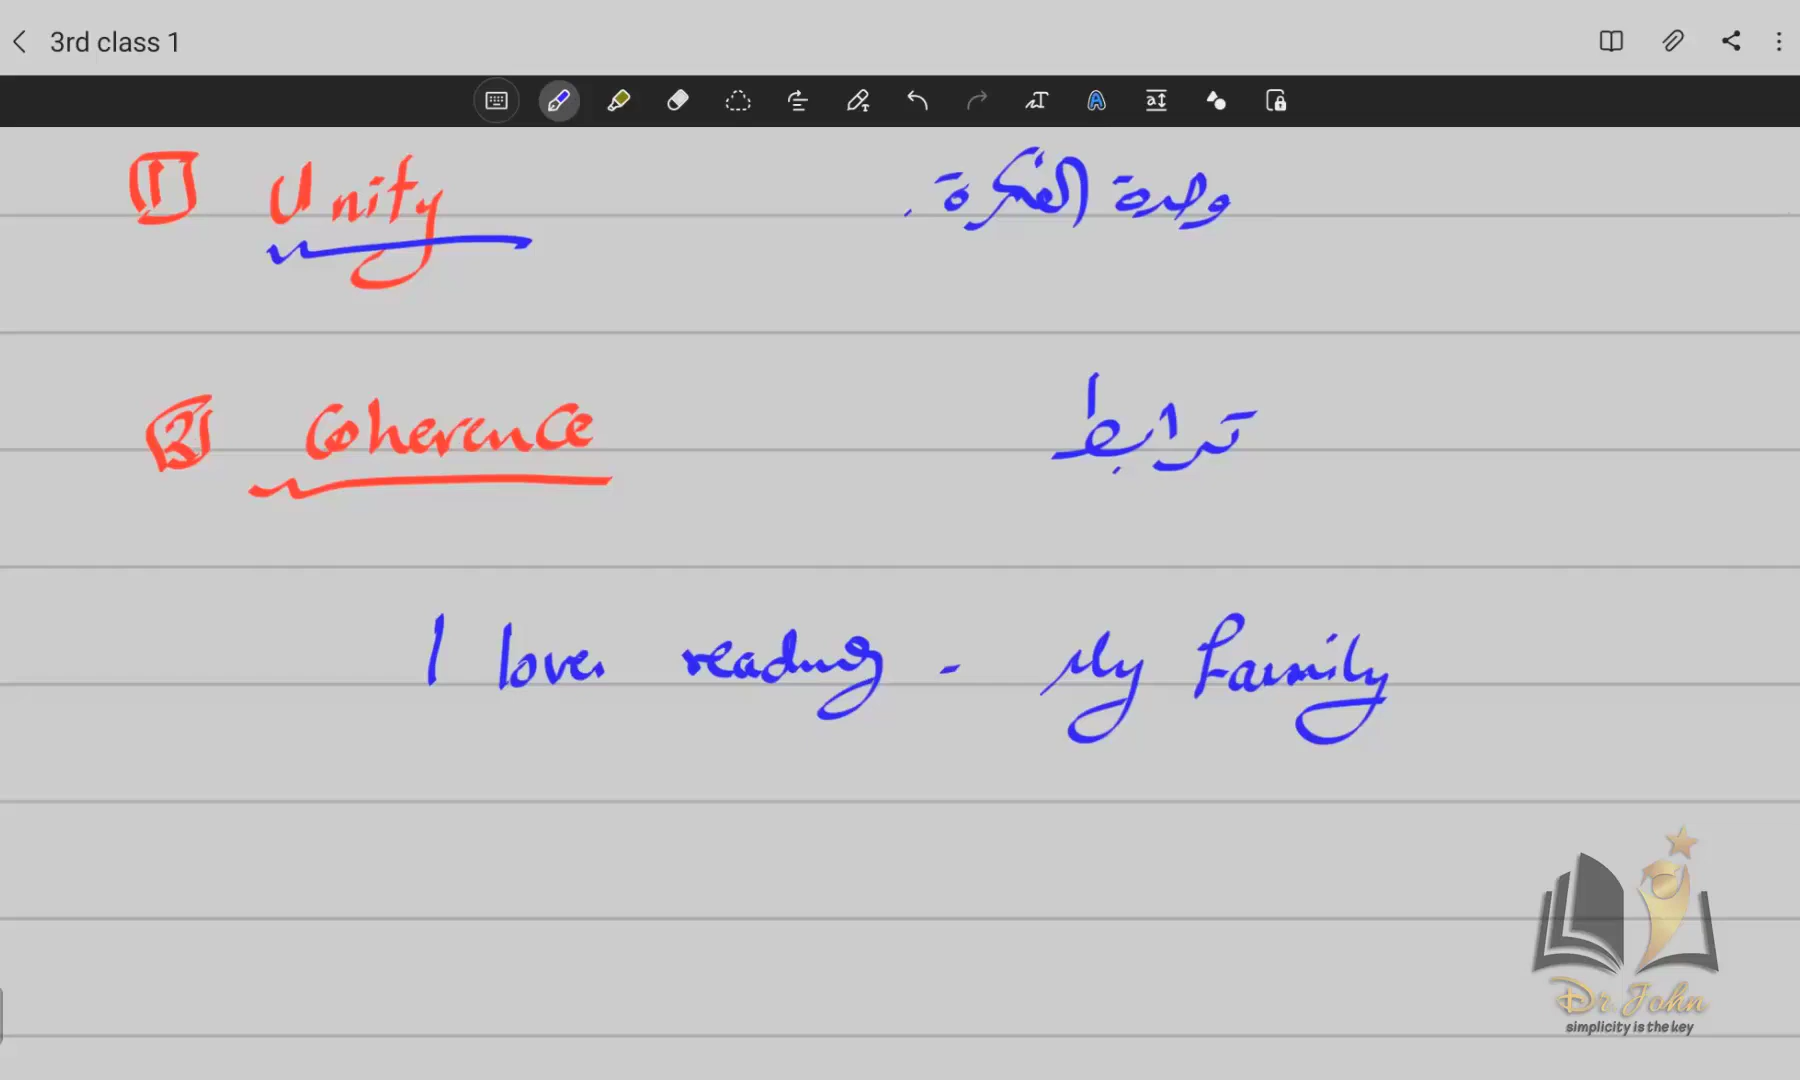 3rd class 1
1 Unity وحدة الفكرة.
2 Coherence ترابط
I love reading. My Family
Dr. John
simplicity is the key